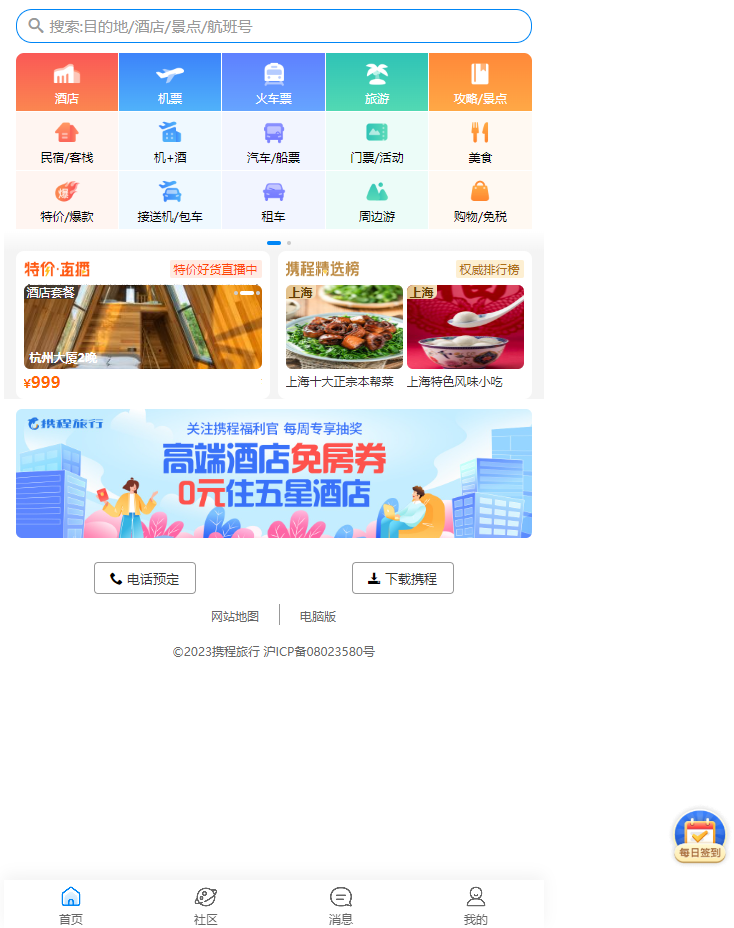 搜索:目的地/酒店/景点/航班号
酒店
机票
火车票
旅游
攻略/景点
民宿/客栈
机+酒
汽车/船票
门票/活动
美食
爆
特价/爆款
接送机/包车
租车
周边游
购物/免税
特价·直播
特价好货直播中
携程精选榜
权威排行榜
酒店套餐
杭州大厦2晚
¥999
上海
上海十大正宗本帮菜
上海
上海特色风味小吃
携程旅行
关注携程福利官 每周专享抽奖
高端酒店免房券
0元住五星酒店
电话预定
下载携程
网站地图
电脑版
©2023携程旅行 沪ICP备08023580号
每日签到
首页
社区
消息
我的